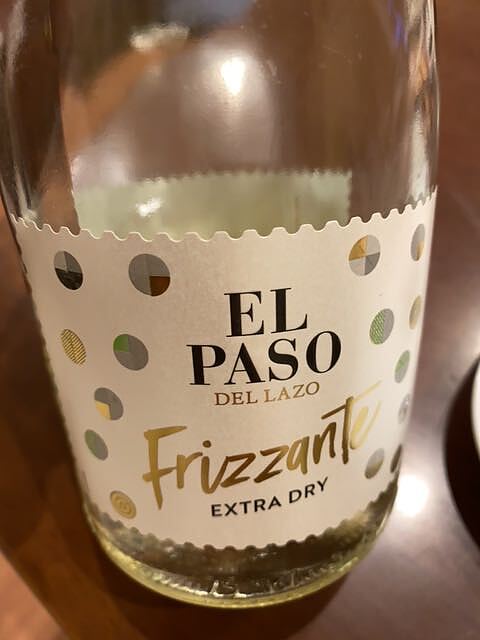 EL
PASO
DEL LAZO
Frizzante
EXTRA DRY